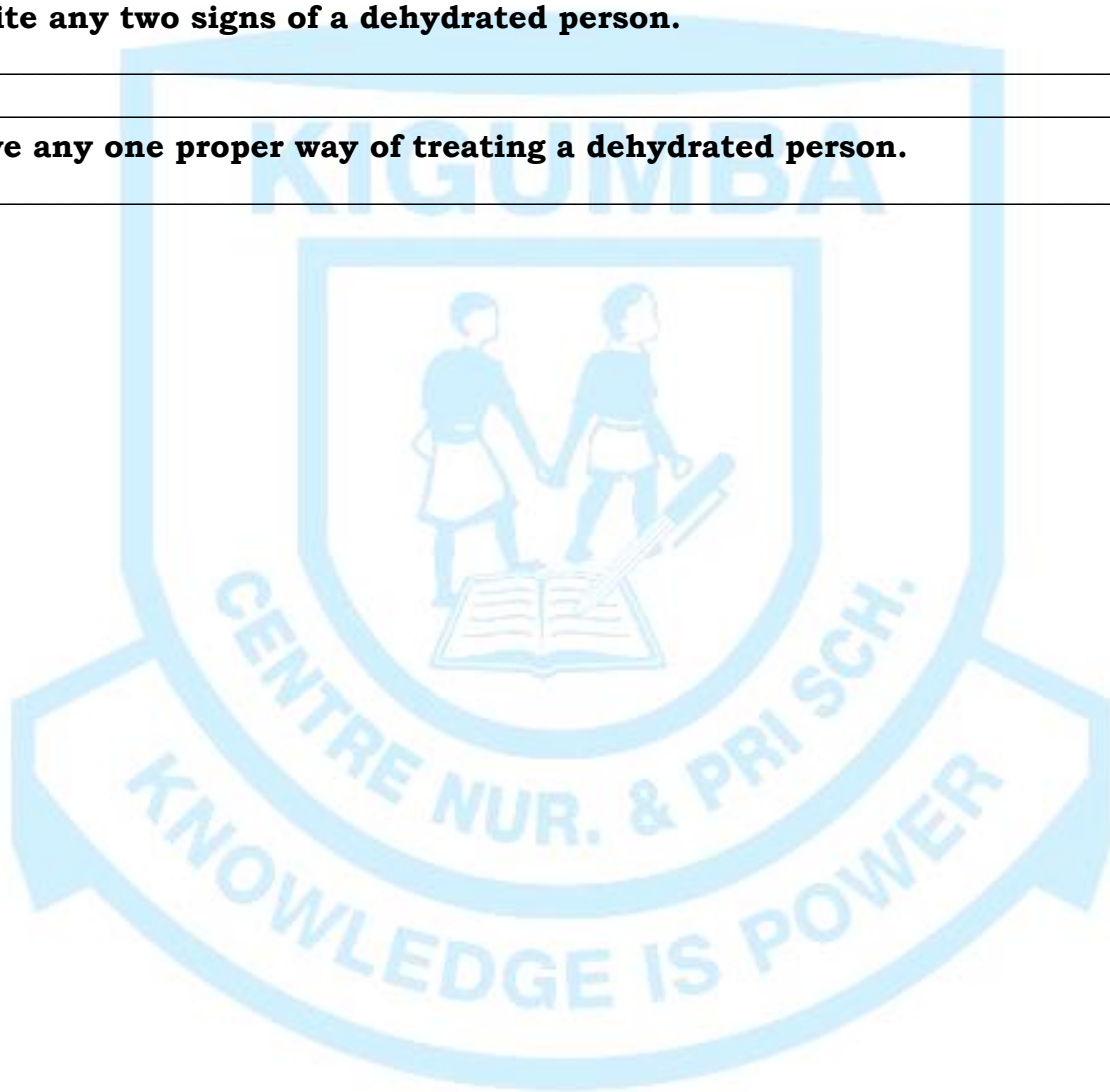 ite any two signs of a dehydrated person.
ve any one proper way of treating a dehydrated person.
KIGUMBA
CENTRE NUR. & PRI SCH.
KNOWLEDGE IS POWER